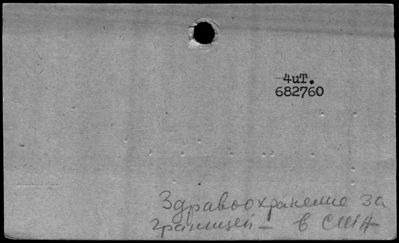 -4иТ.
682760
Здравоохранение за
границей — в США